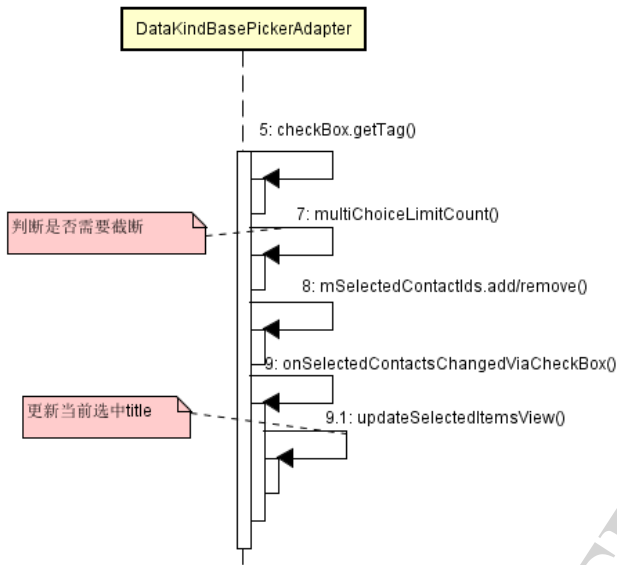 DataKindBasePickerAdapter
5: checkBox.getTag()
7: multiChoiceLimitCount()
判断是否需要截断
8: mSelectedContactIds.add/remove()
9: onSelectedContactsChangedViaCheckBox()
更新当前选中title
9.1: updateSelectedItemsView()